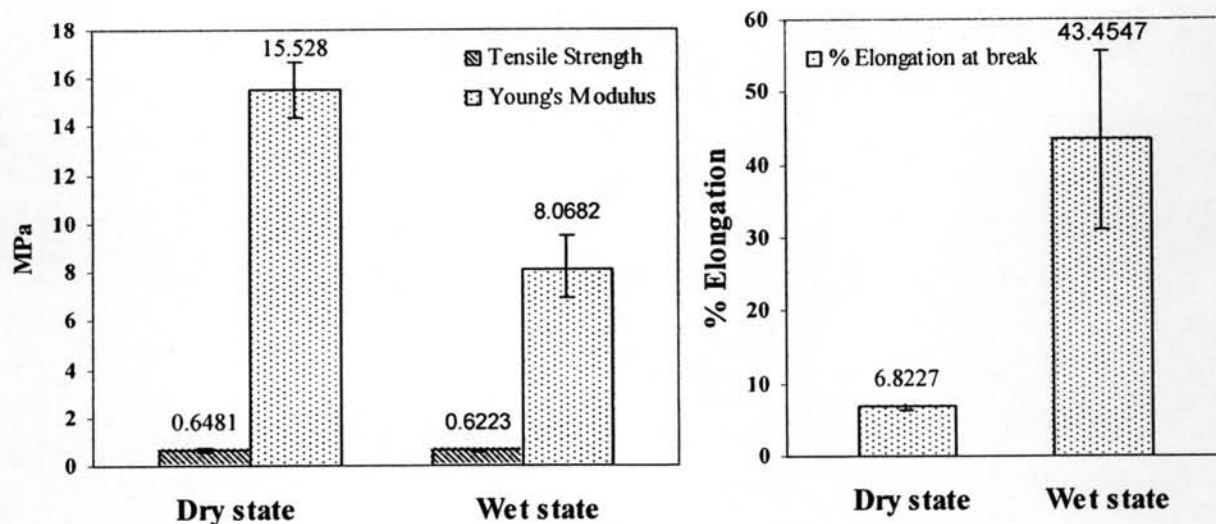 18
16
14
12
10
8
6
4
2
0
MPa
15.528
8.0682
0.6481
0.6223
Tensile Strength
Young's Modulus
Dry state
Wet state
60
50
40
30
20
10
0
% Elongation
% Elongation at break
43.4547
6.8227
Dry state
Wet state